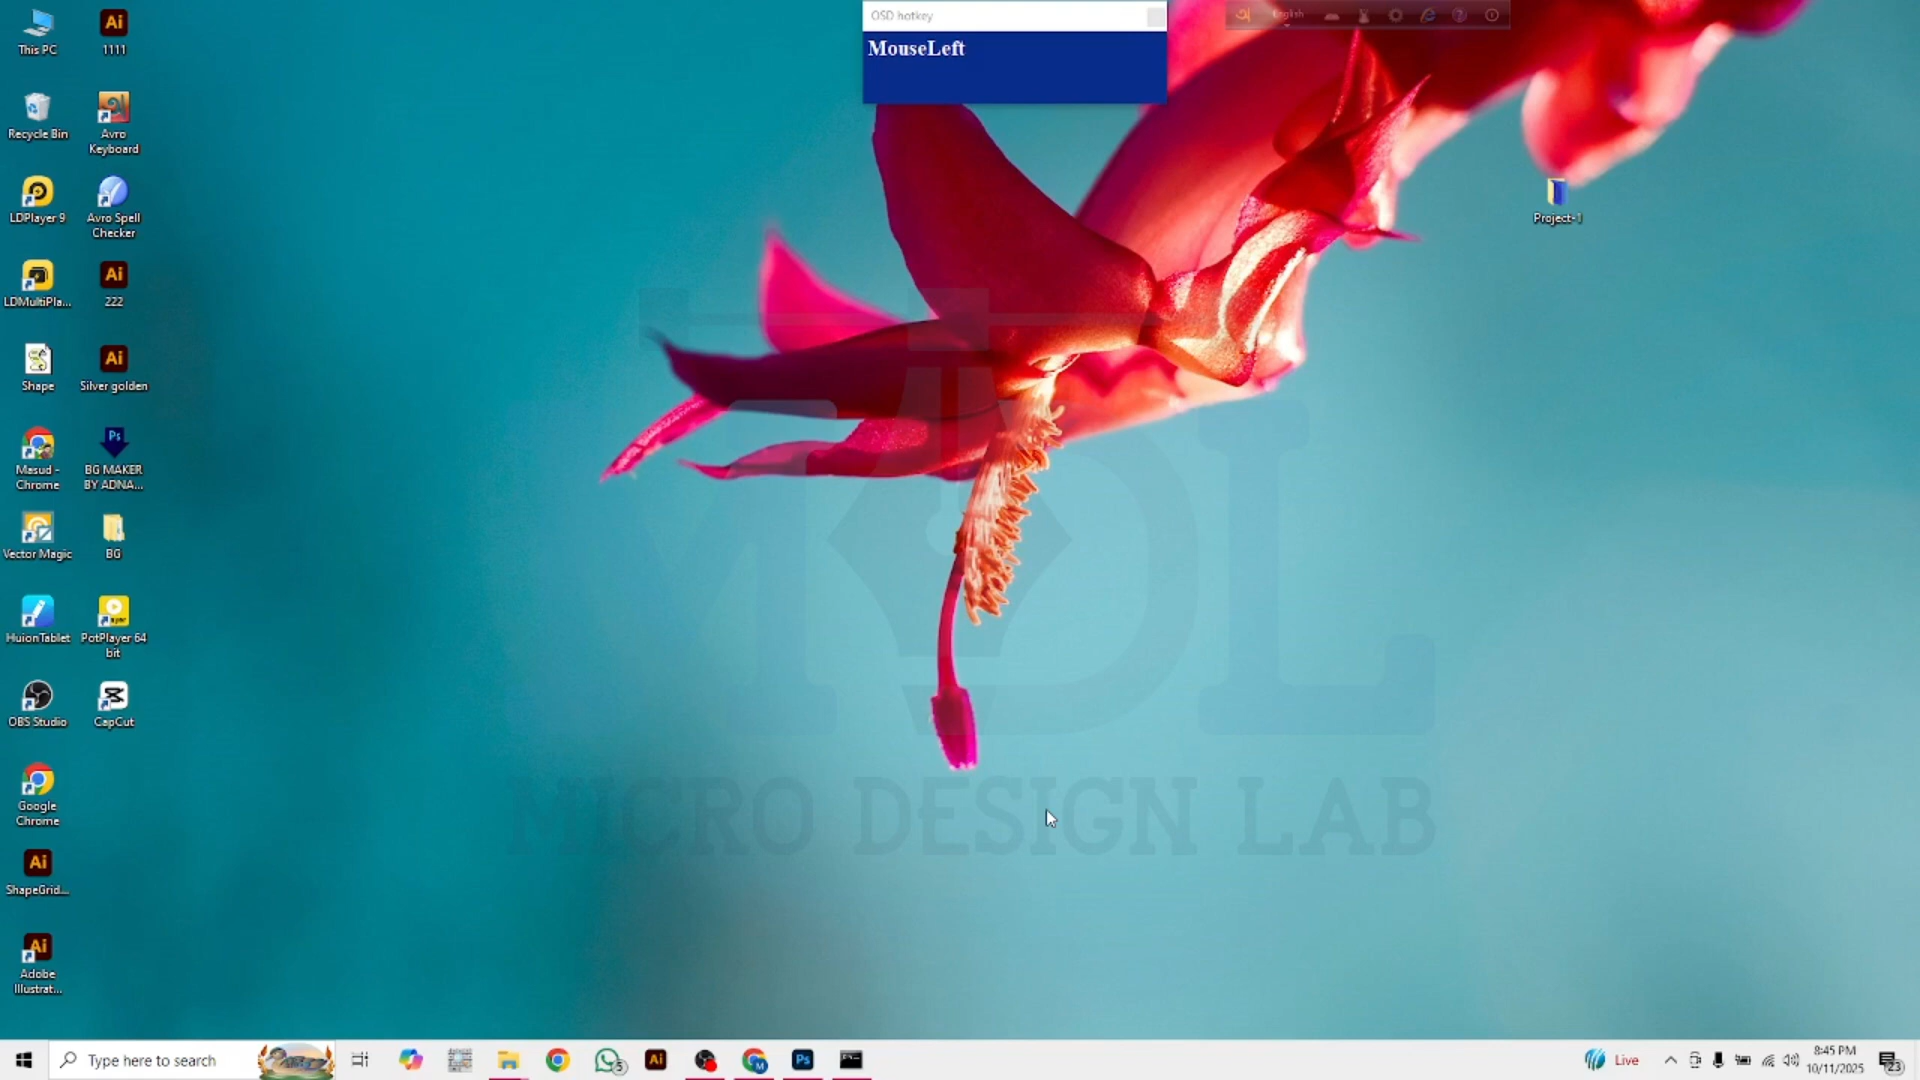 This PC
1111
OSD hotkey
MouseLeft
English
Recycle Bin
Avro
Keyboard
LDPlayer 9
Avro Spell
Checker
Project-1
LDMultiPla...
222
Shape
Silver golden
Masud -
Chrome
BG MAKER
BY ADNA...
Vector Magic
BG
HuionTablet
PotPlayer 64
bit
OBS Studio
CapCut
Google
Chrome
MICRO DESIGN LAB
MDL
ShapeGrid...
Adobe
Illustrat...
Type here to search
Live
8:45 PM
10/11/2025
23